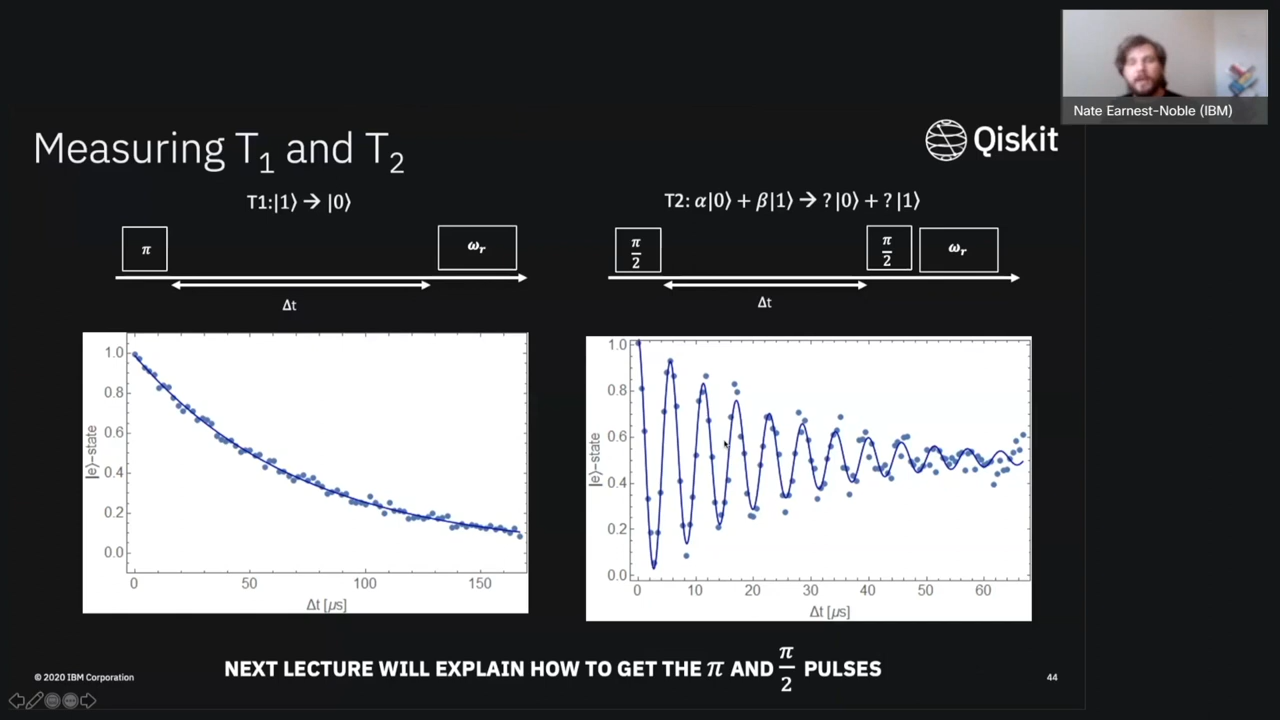 Nate Earnest-Noble (IBM)
Measuring T₁ and T₂
Qiskit
T1:|1⟩ → |0⟩
T2: α|0⟩ + β|1⟩ → ?|0⟩ + ?|1⟩
π
ωᵣ
π/2
π/2
ωᵣ
Δt
Δt
|e⟩-state
1.0
0.8
0.6
0.4
0.2
0.0
0 50 100 150
Δt [μs]
|e⟩-state
1.0
0.8
0.6
0.4
0.2
0.0
0 10 20 30 40 50 60
Δt [μs]
NEXT LECTURE WILL EXPLAIN HOW TO GET THE π AND π/2 PULSES
© 2020 IBM Corporation
44